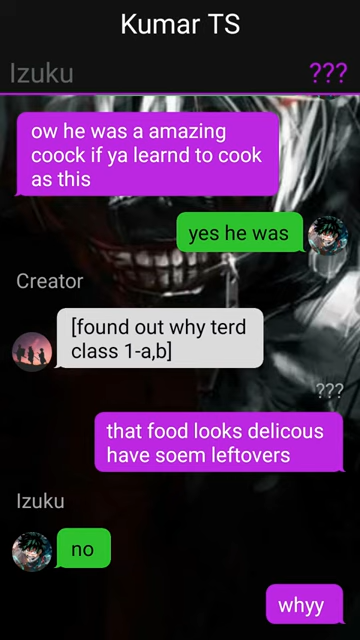 Kumar TS
Izuku
???
ow he was a amazing
coock if ya learnd to cook
as this
yes he was
Creator
[found out why terd
class 1-a,b]
???
that food looks delicous
have soem leftovers
Izuku
no
whyy